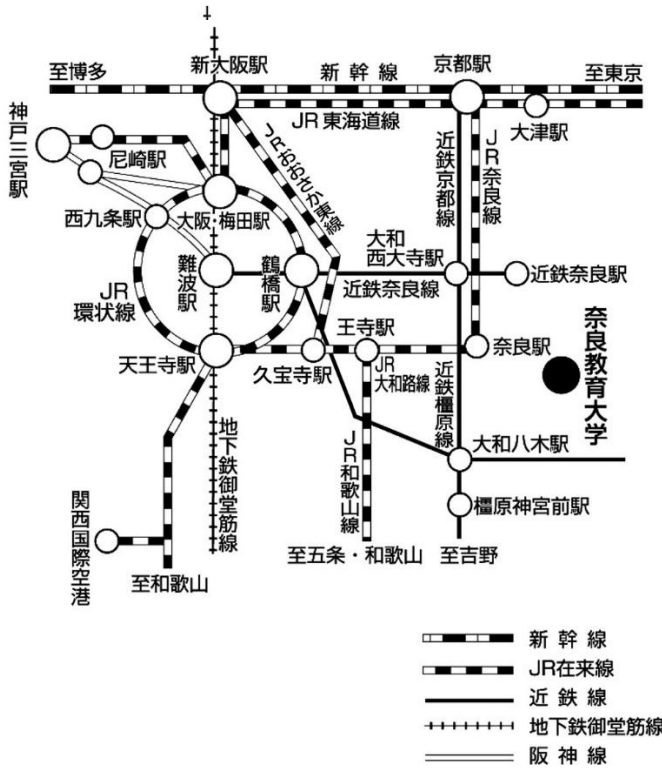 至博多
新大阪駅
新幹線
京都駅
至東京
JR東海道線
大津駅
神戸三宮駅
尼崎駅
JRおおさか東線
近鉄京都線
JR奈良線
西九条駅
大阪・梅田駅
大和
西大寺駅
難波駅
鶴橋駅
近鉄奈良線
近鉄奈良駅
JR
環状線
天王寺駅
久宝寺駅
王寺駅
JR
大和路線
奈良駅
奈良教育大学
近鉄橿原線
地下鉄御堂筋線
JR和歌山線
大和八木駅
橿原神宮前駅
関西国際空港
至和歌山
至五条・和歌山
至吉野
新幹線
JR在来線
近鉄線
地下鉄御堂筋線
阪神線